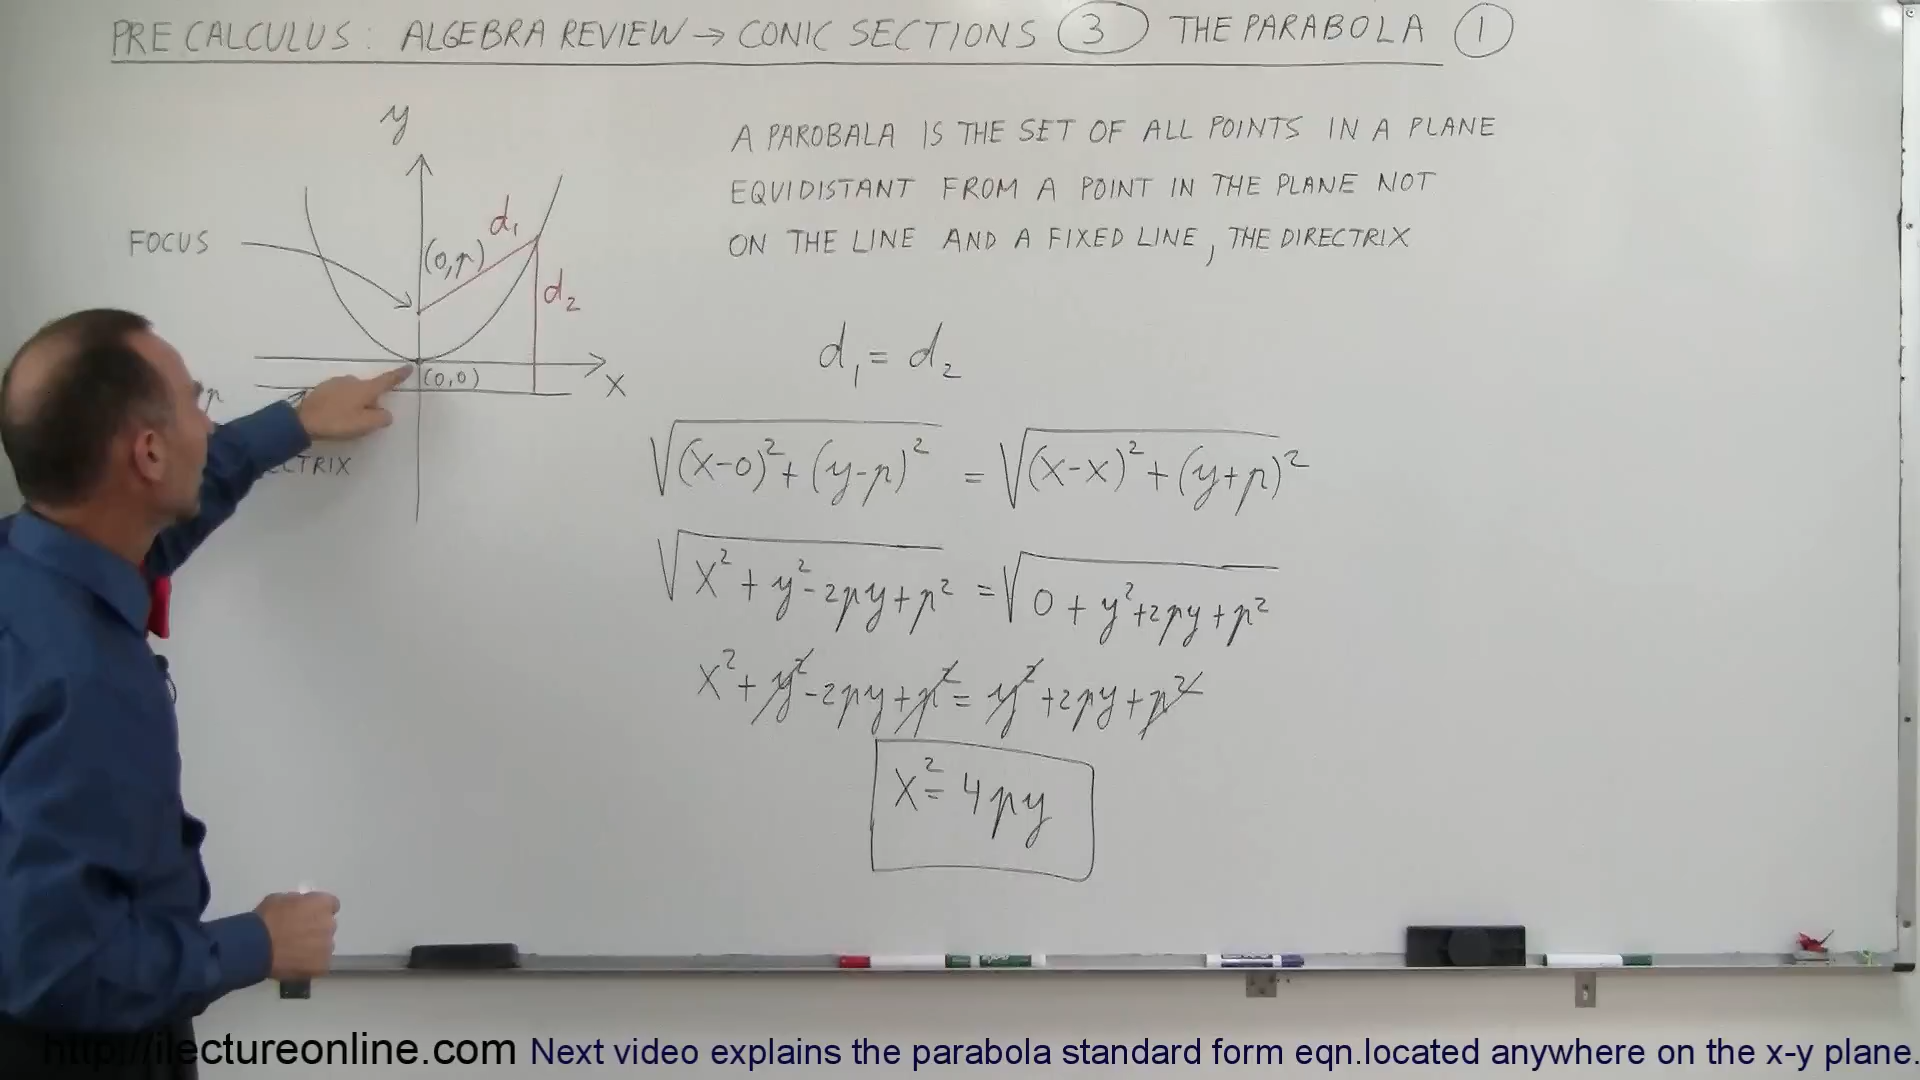 PRE CALCULUS: ALGEBRA REVIEW → CONIC SECTIONS (3) THE PARABOLA (1)
y
A PAROBALA IS THE SET OF ALL POINTS IN A PLANE
EQUIDISTANT FROM A POINT IN THE PLANE NOT
ON THE LINE AND A FIXED LINE, THE DIRECTRIX
d₁
FOCUS
(0,p)
d₂
(0,0)
x
p
ECTRIX
d₁ = d₂
√((x-0)² + (y-p)²) = √((x-x)² + (y+p)²)
√(x² + y² - 2py + p²) = √(0 + y² + 2py + p²)
x² + y² - 2py + p² = y² + 2py + p²
x² = 4py
http://ilectureonline.com Next video explains the parabola standard form eqn.located anywhere on the x-y plane.